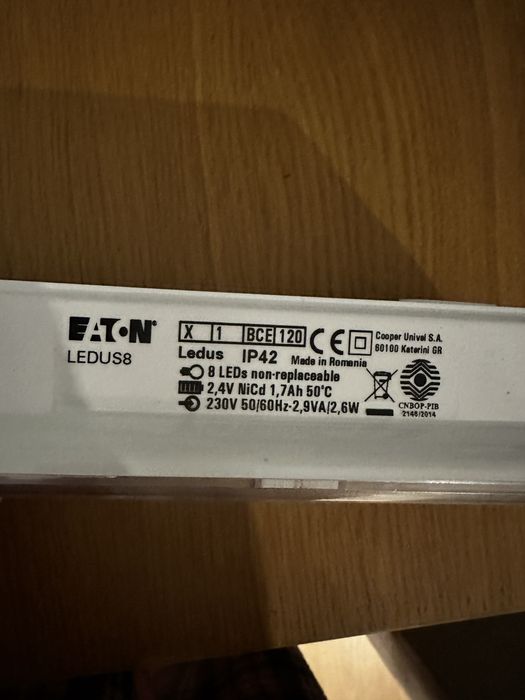 EATON
LEDUS8
X 1 BCE 120
Ledus IP42 Made in Romania
8 LEDs non-replaceable
2,4V NiCd 1,7Ah 50°C
230V 50/60Hz-2,9VA/2,6W
CE
Cooper Univel S.A.
60100 Katerini GR
CNBOP-PIB
2146/2014